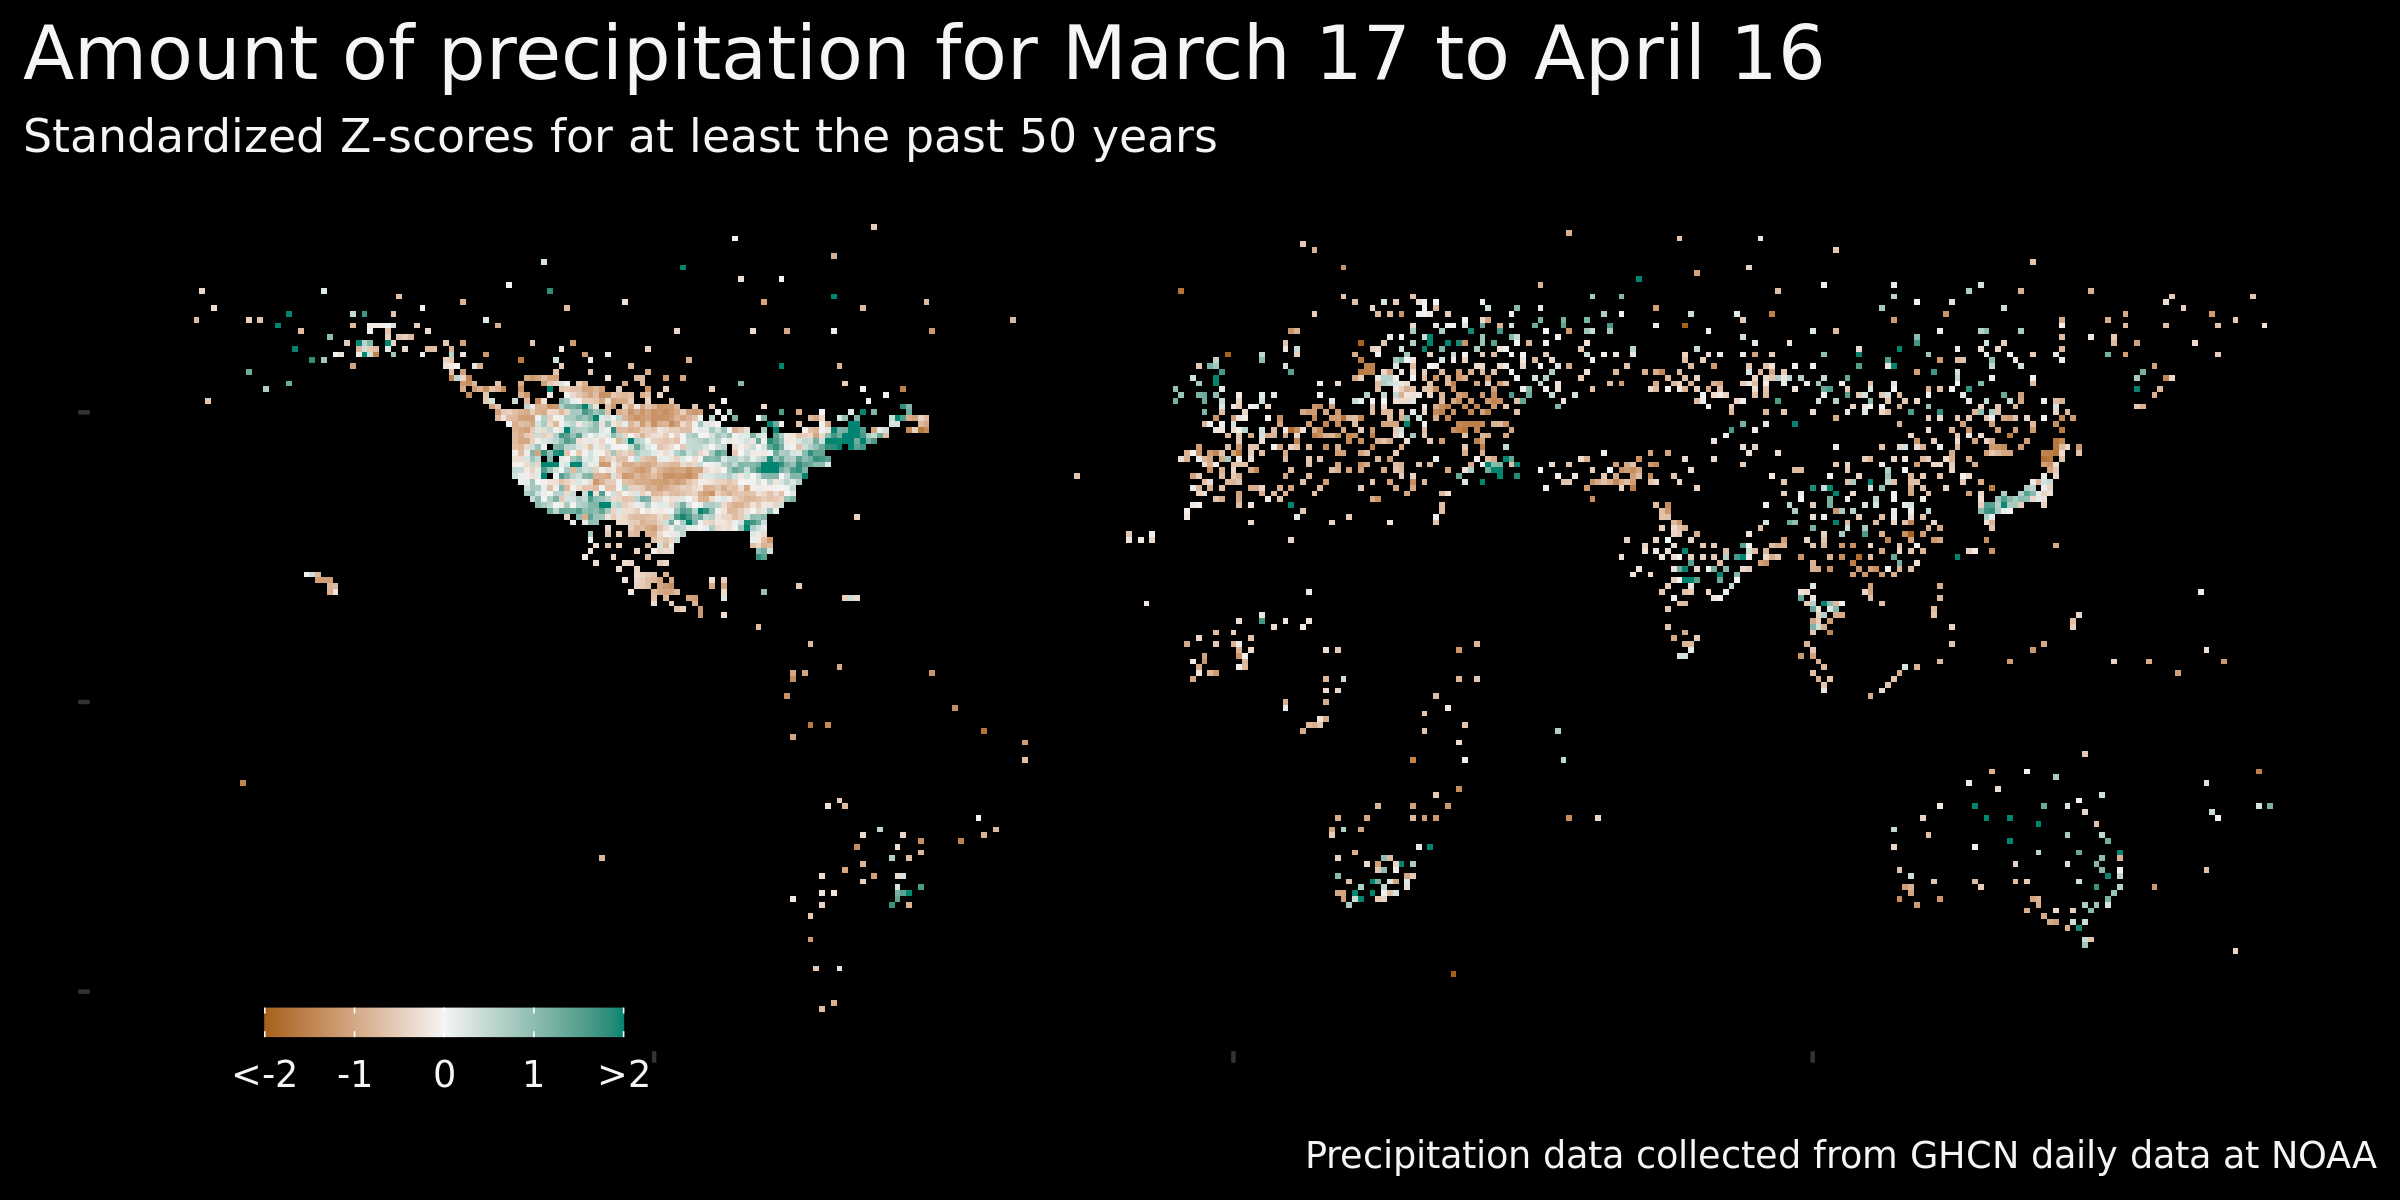 Amount of precipitation for March 17 to April 16
Standardized Z-scores for at least the past 50 years
<-2 -1 0 1 >2
Precipitation data collected from GHCN daily data at NOAA